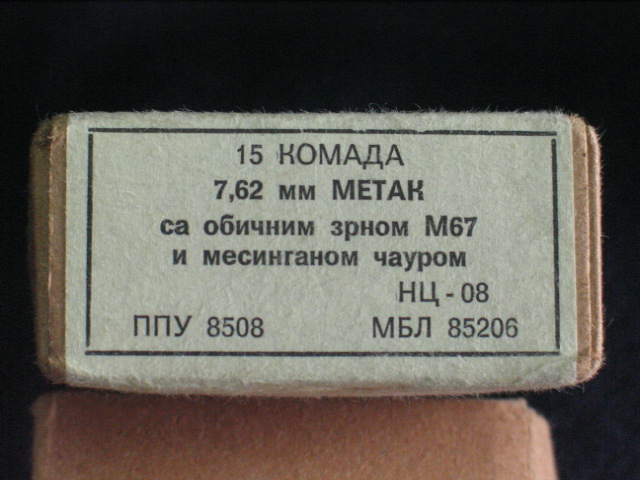 15 КОМАДА
7,62 мм МЕТАК
са обичним зрном М67
и месинганом чауром
НЦ - 08
ППУ 8508 МБЛ 85206